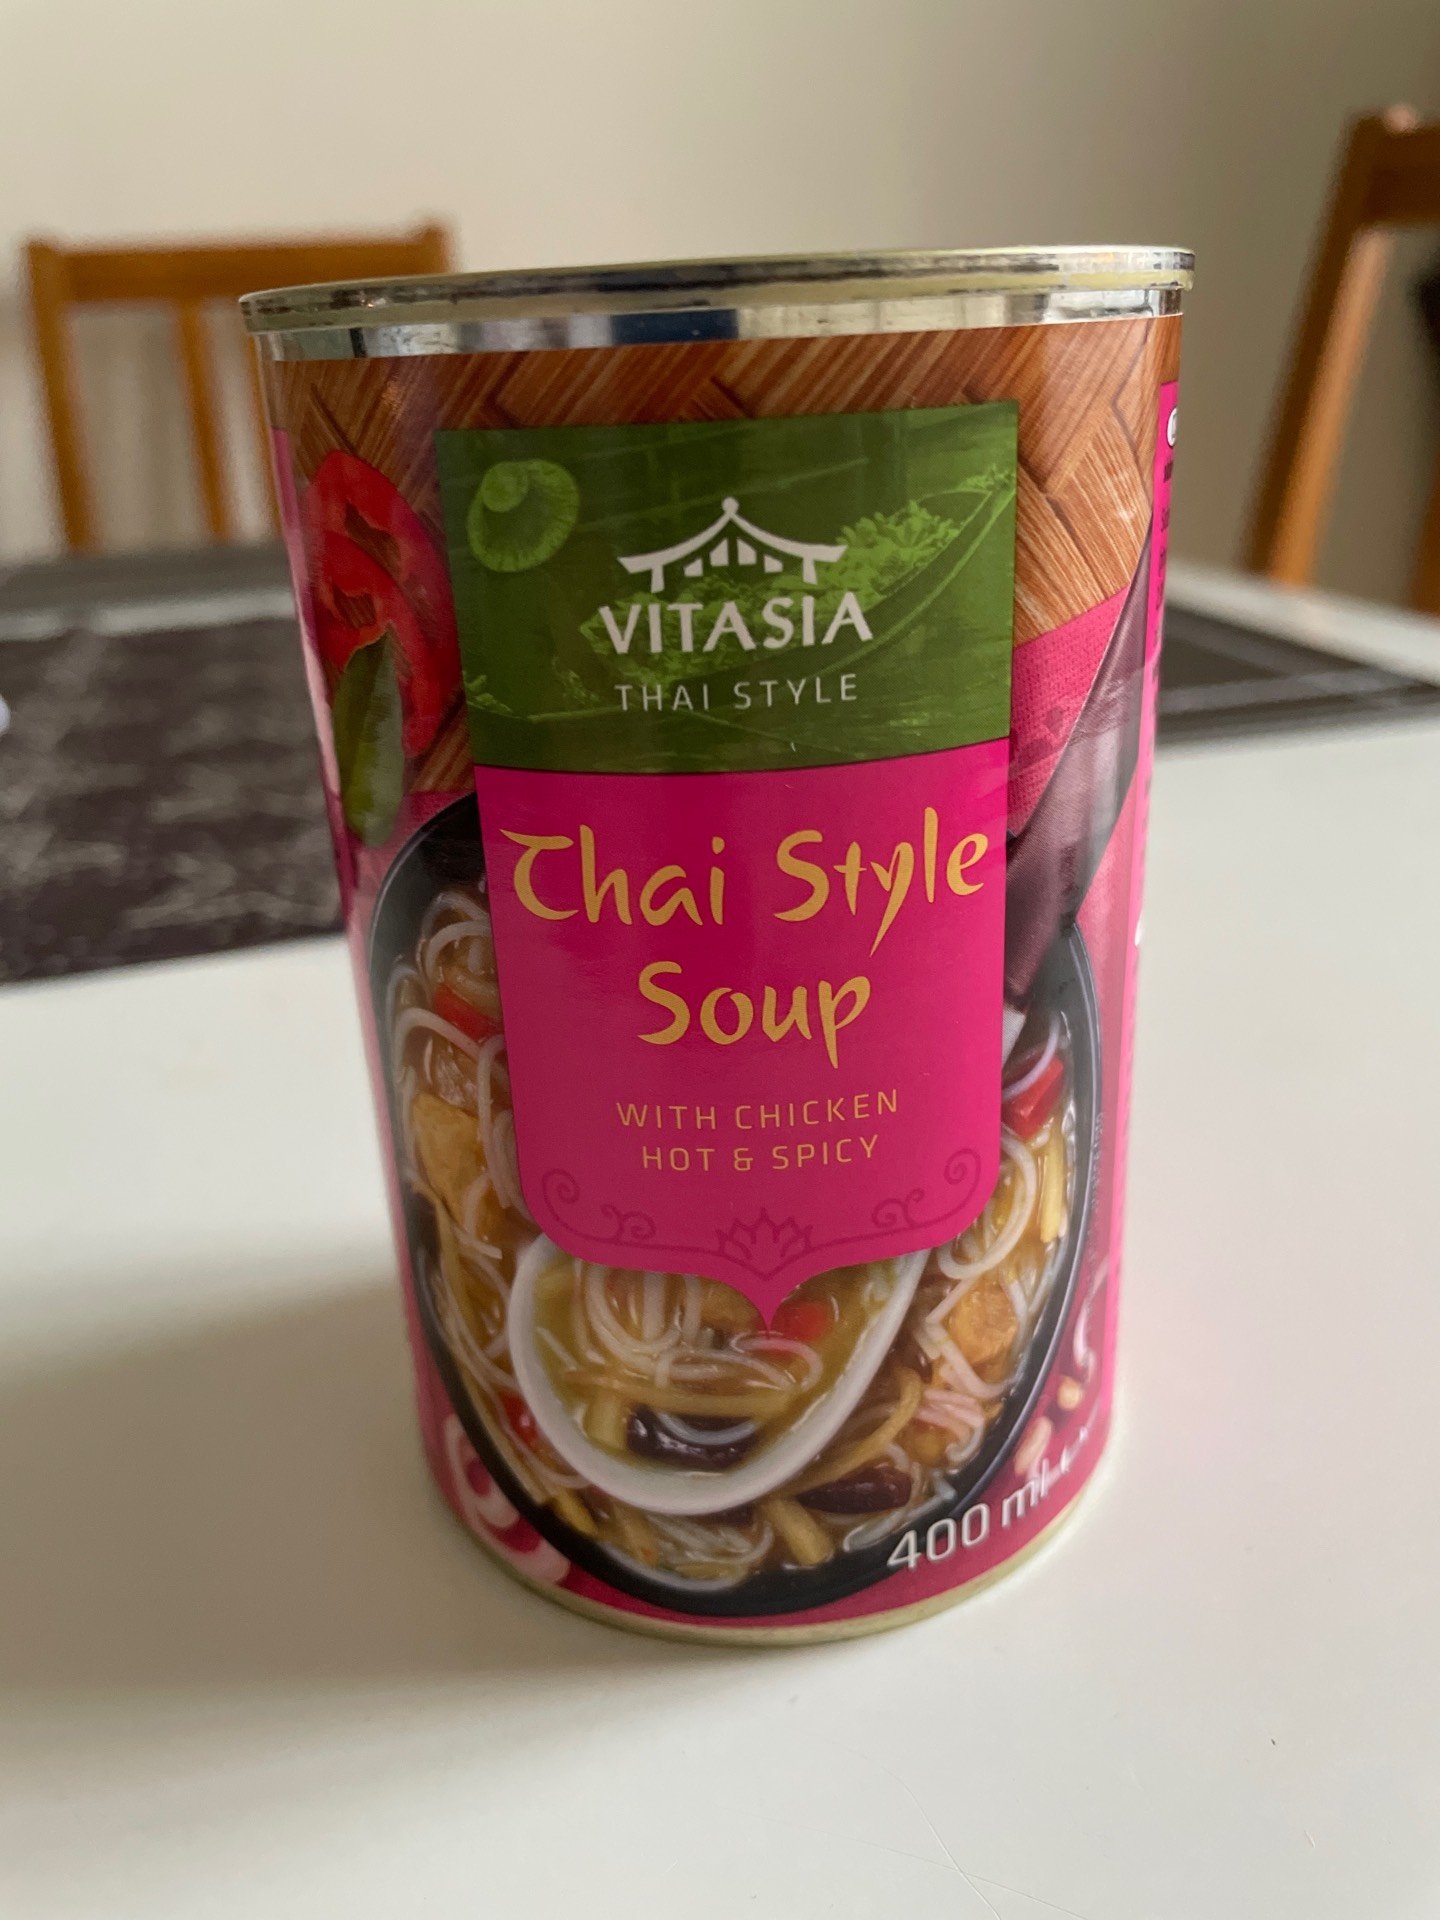 VITASIA
THAI STYLE
Thai Style
Soup
WITH CHICKEN
HOT & SPICY
400 ml